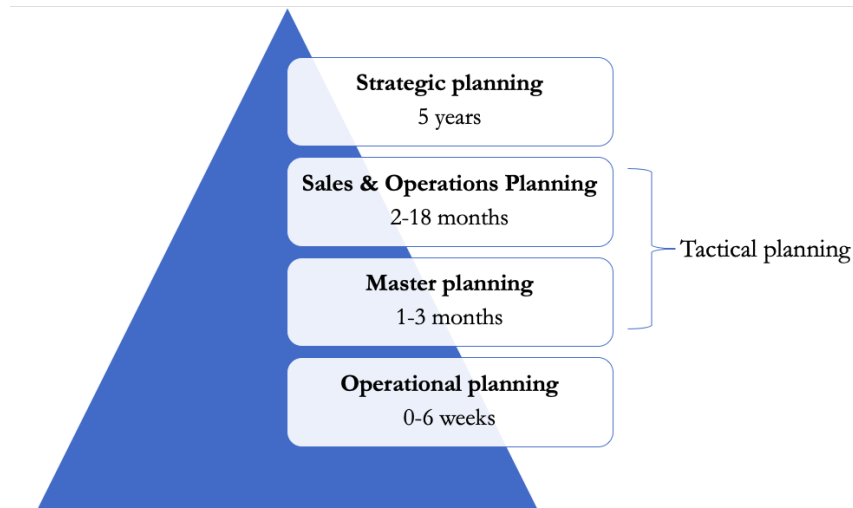 Strategic planning
5 years
Sales & Operations Planning
2-18 months
Tactical planning
Master planning
1-3 months
Operational planning
0-6 weeks